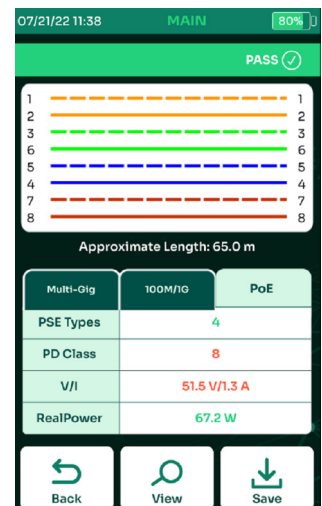 07/21/22 11:38 MAIN 80%
PASS
1 1
2 2
3 3
6 6
5 5
4 4
7 7
8 8
Approximate Length: 65.0 m
Multi-Gig 100M/1G PoE
PSE Types 4
PD Class 8
V/I 51.5 V/1.3 A
RealPower 67.2 W
Back View Save